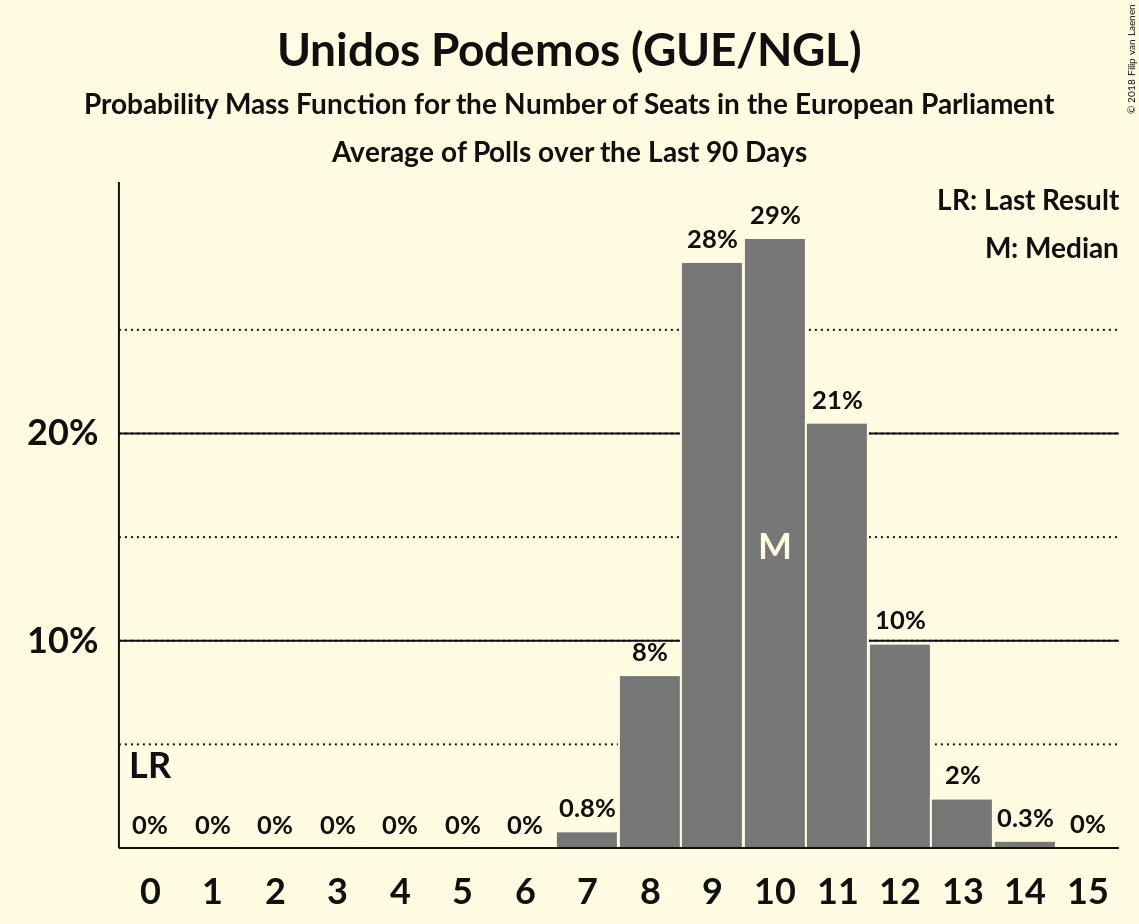 Unidos Podemos (GUE/NGL)
Probability Mass Function for the Number of Seats in the European Parliament
Average of Polls over the Last 90 Days
© 2018 Filip van Laenen
LR: Last Result
M: Median
29%
28%
21%
20%
M
10%
10%
8%
LR
2%
0% 0% 0% 0% 0% 0% 0% 0.8% 0.3% 0%
0 1 2 3 4 5 6 7 8 9 10 11 12 13 14 15